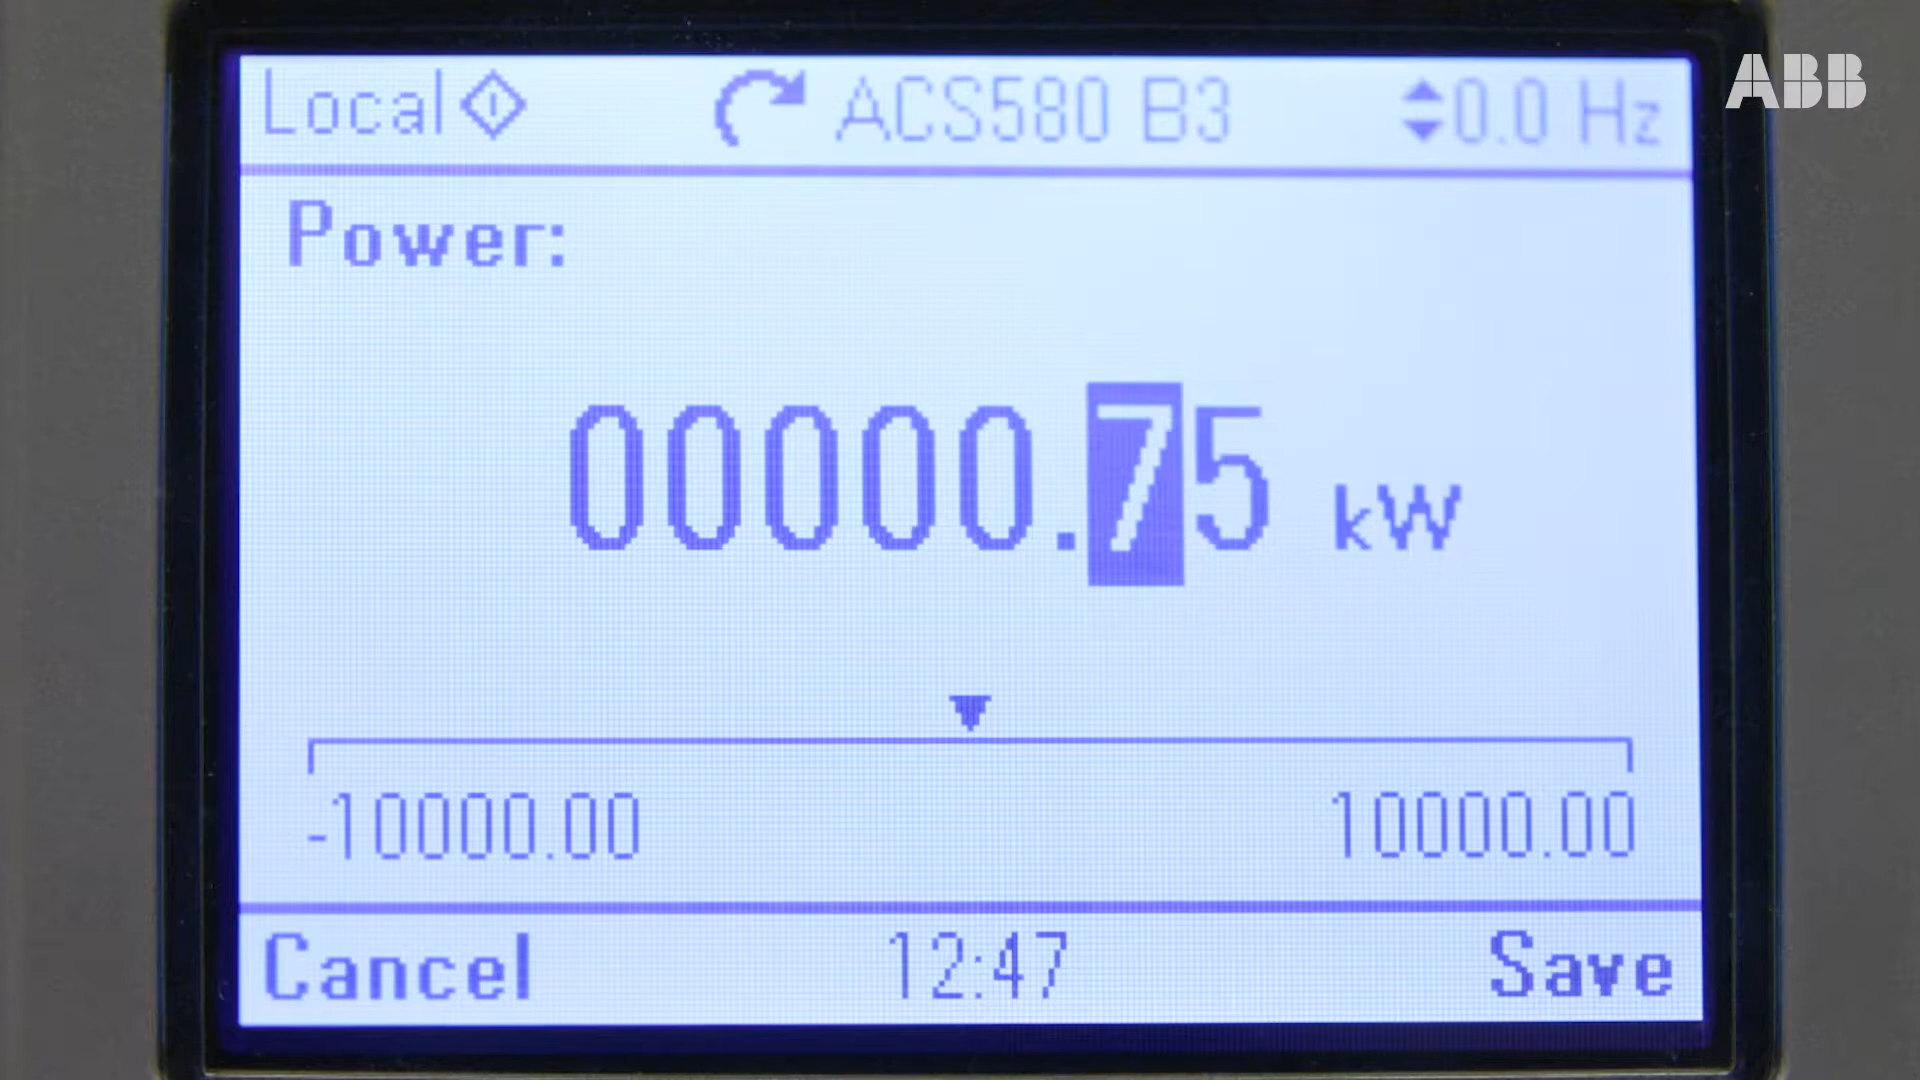 Local ACS580 B3 0.0 Hz
ABB
Power:
00000.75 kW
-10000.00 10000.00
Cancel 12:47 Save